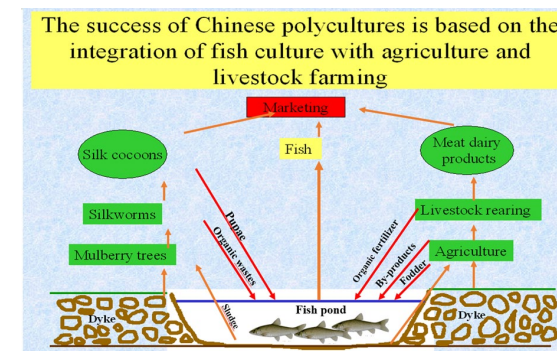 The success of Chinese polycultures is based on the
integration of fish culture with agriculture and
livestock farming
Marketing
Silk cocoons
Fish
Meat dairy
products
Silkworms
Pupae
Organic wastes
Organic fertilizer
Livestock rearing
Mulberry trees
By-products
Fodder
Agriculture
Dyke
Sludge
Fish pond
Dyke